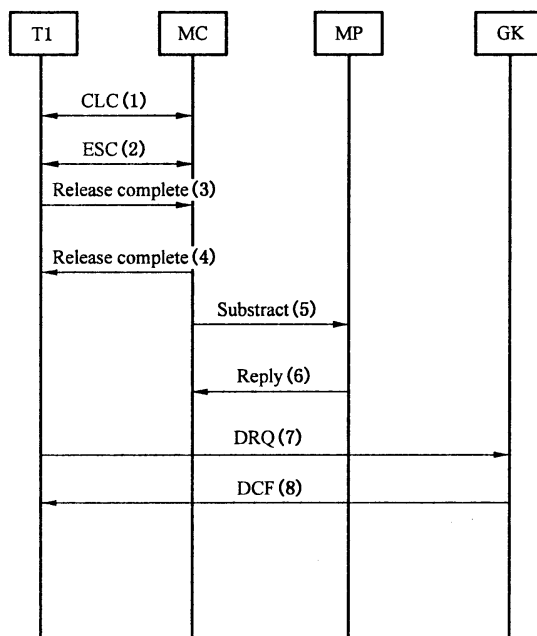 T1 MC MP GK
CLC (1)
ESC (2)
Release complete (3)
Release complete (4)
Substract (5)
Reply (6)
DRQ (7)
DCF (8)